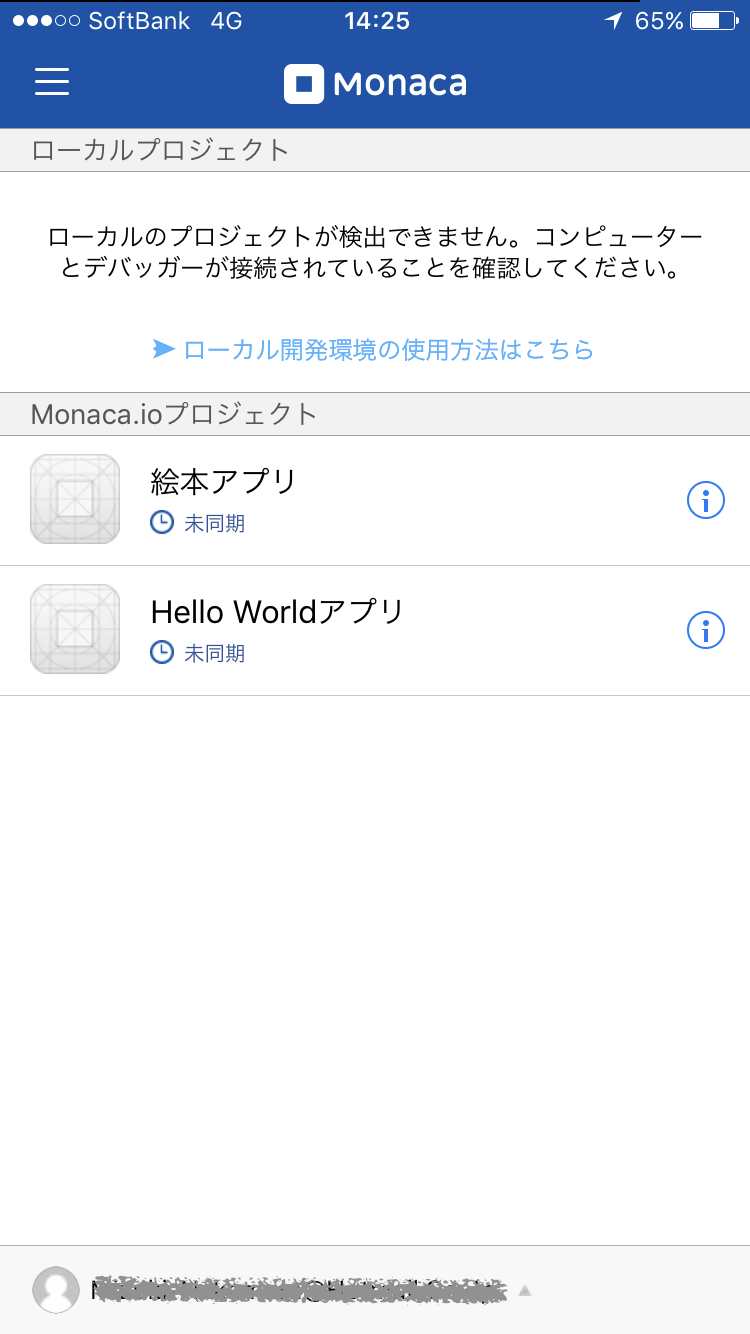 SoftBank 4G 14:25 65%
Monaca
ローカルプロジェクト
ローカルのプロジェクトが検出できません。コンピューター
とデバッガーが接続されていることを確認してください。
➤ ローカル開発環境の使用方法はこちら
Monaca.ioプロジェクト
絵本アプリ
未同期
Hello Worldアプリ
未同期